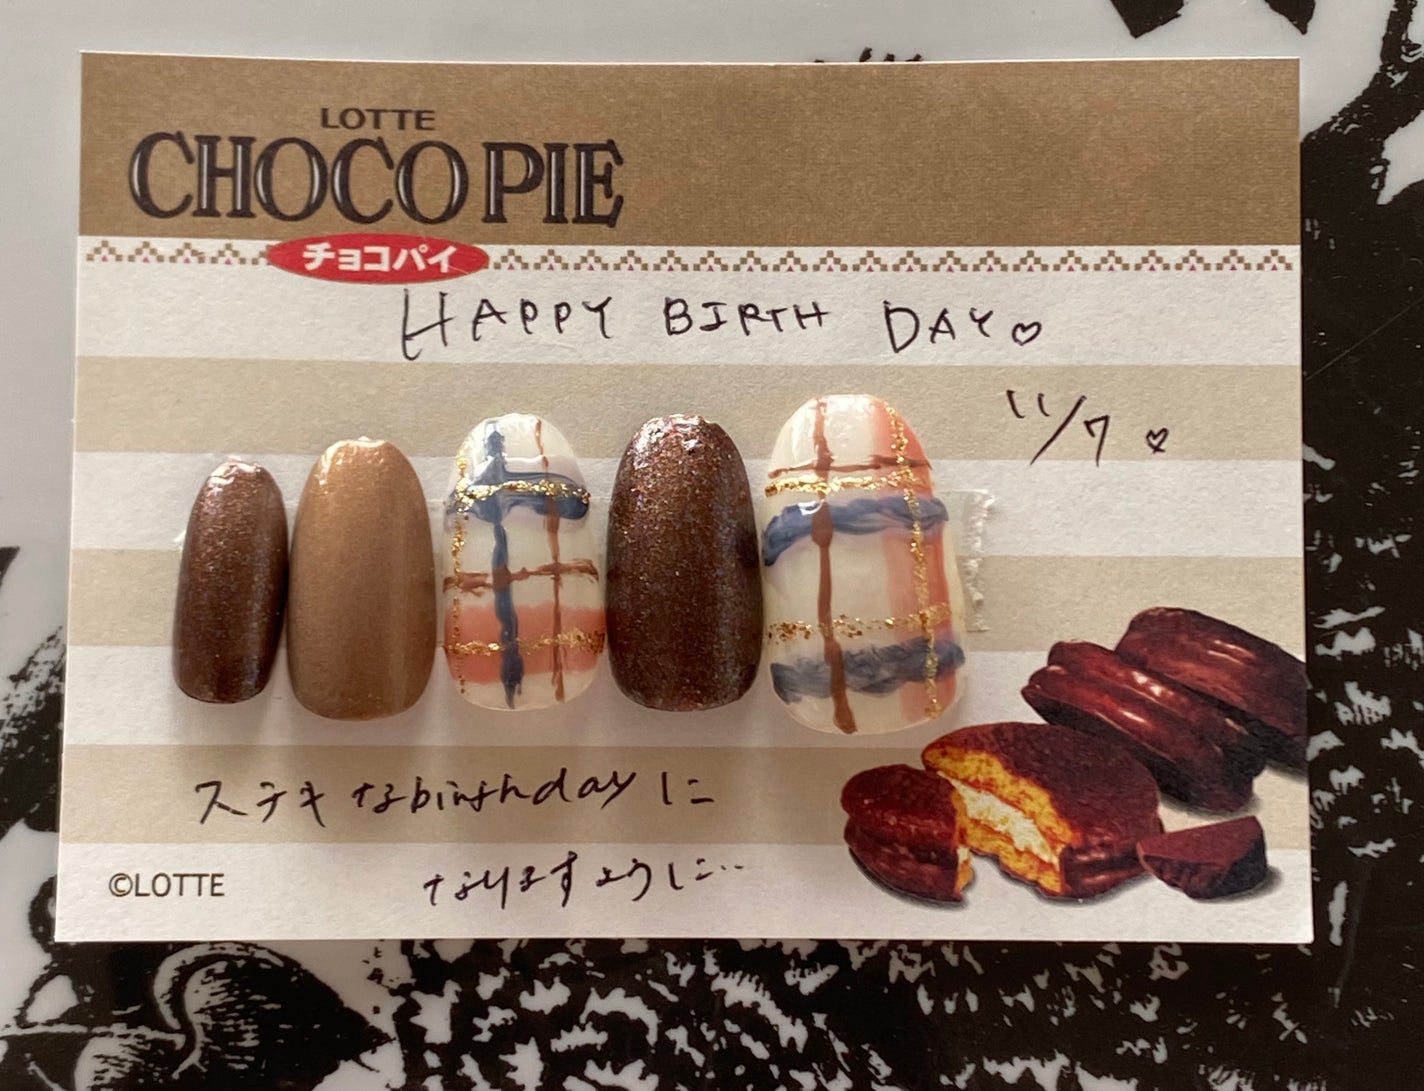 LOTTE
CHOCO PIE
チョコパイ
HAPPY BIRTH DAY♡
11/7 ♡
ステキなbirthdayに
なりますように…
©LOTTE